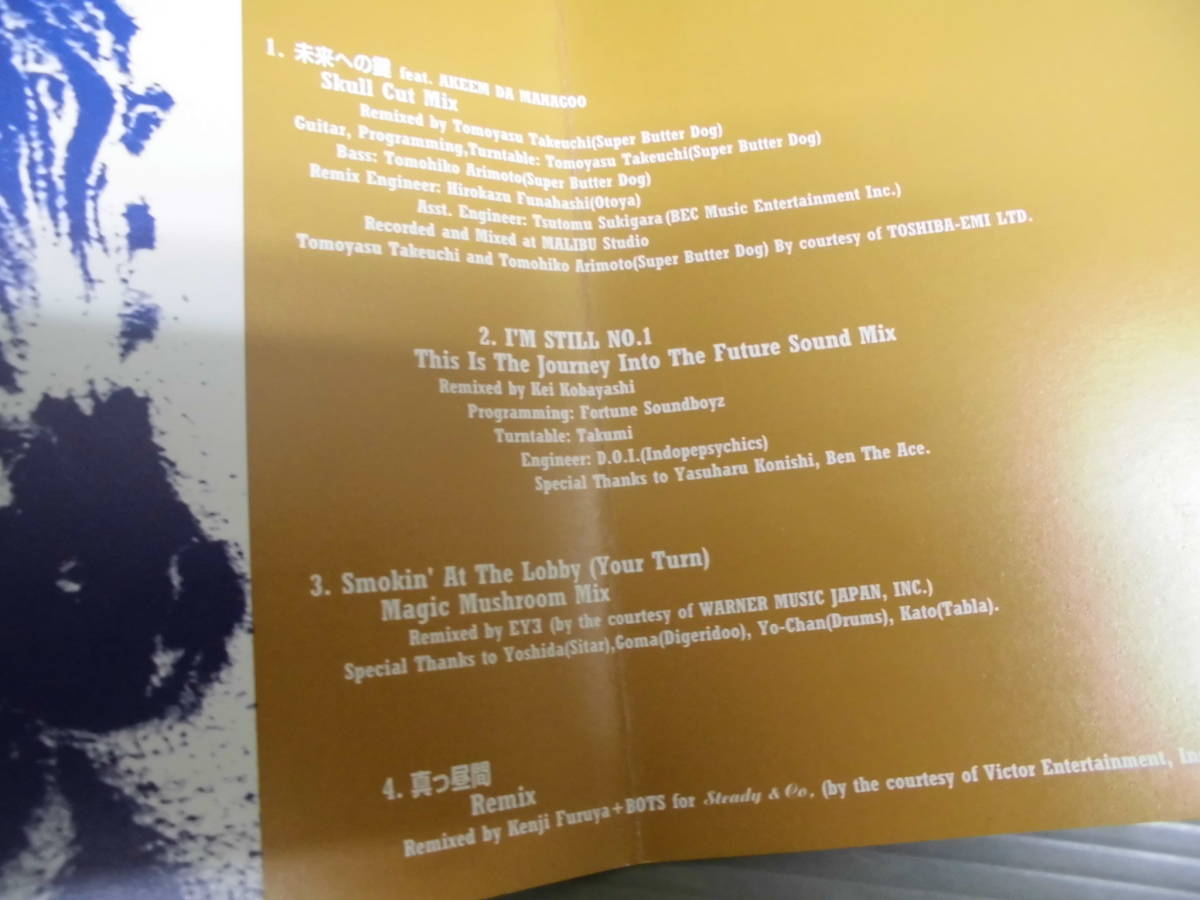 1. 未来への鍵 feat. AKEEM DA MANAGOO
Skull Cut Mix
Remixed by Tomoyasu Takeuchi(Super Butter Dog)
Guitar, Programming,Turntable: Tomoyasu Takeuchi(Super Butter Dog)
Bass: Tomohiko Arimoto(Super Butter Dog)
Remix Engineer: Hirokazu Funahashi(Otoya)
Asst. Engineer: Tsutomu Sukigara (BEC Music Entertainment Inc.)
Recorded and Mixed at MALIBU Studio
Tomoyasu Takeuchi and Tomohiko Arimoto(Super Butter Dog) By courtesy of TOSHIBA-EMI LTD.
2. I'M STILL NO.1
This Is The Journey Into The Future Sound Mix
Remixed by Kei Kobayashi
Programming: Fortune Soundboyz
Turntable: Takumi
Engineer: D.O.I.(Indopepsychics)
Special Thanks to Yasuharu Konishi, Ben The Ace.
3. Smokin' At The Lobby (Your Turn)
Magic Mushroom Mix
Remixed by EY3 (by the courtesy of WARNER MUSIC JAPAN, INC.)
Special Thanks to Yoshida(Sitar),Goma(Digeridoo), Yo-Chan(Drums), Kato(Tabla).
4. 真っ昼間
Remix
Remixed by Kenji Furuya+BOTS for Steady & Co. (by the courtesy of Victor Entertainment, In